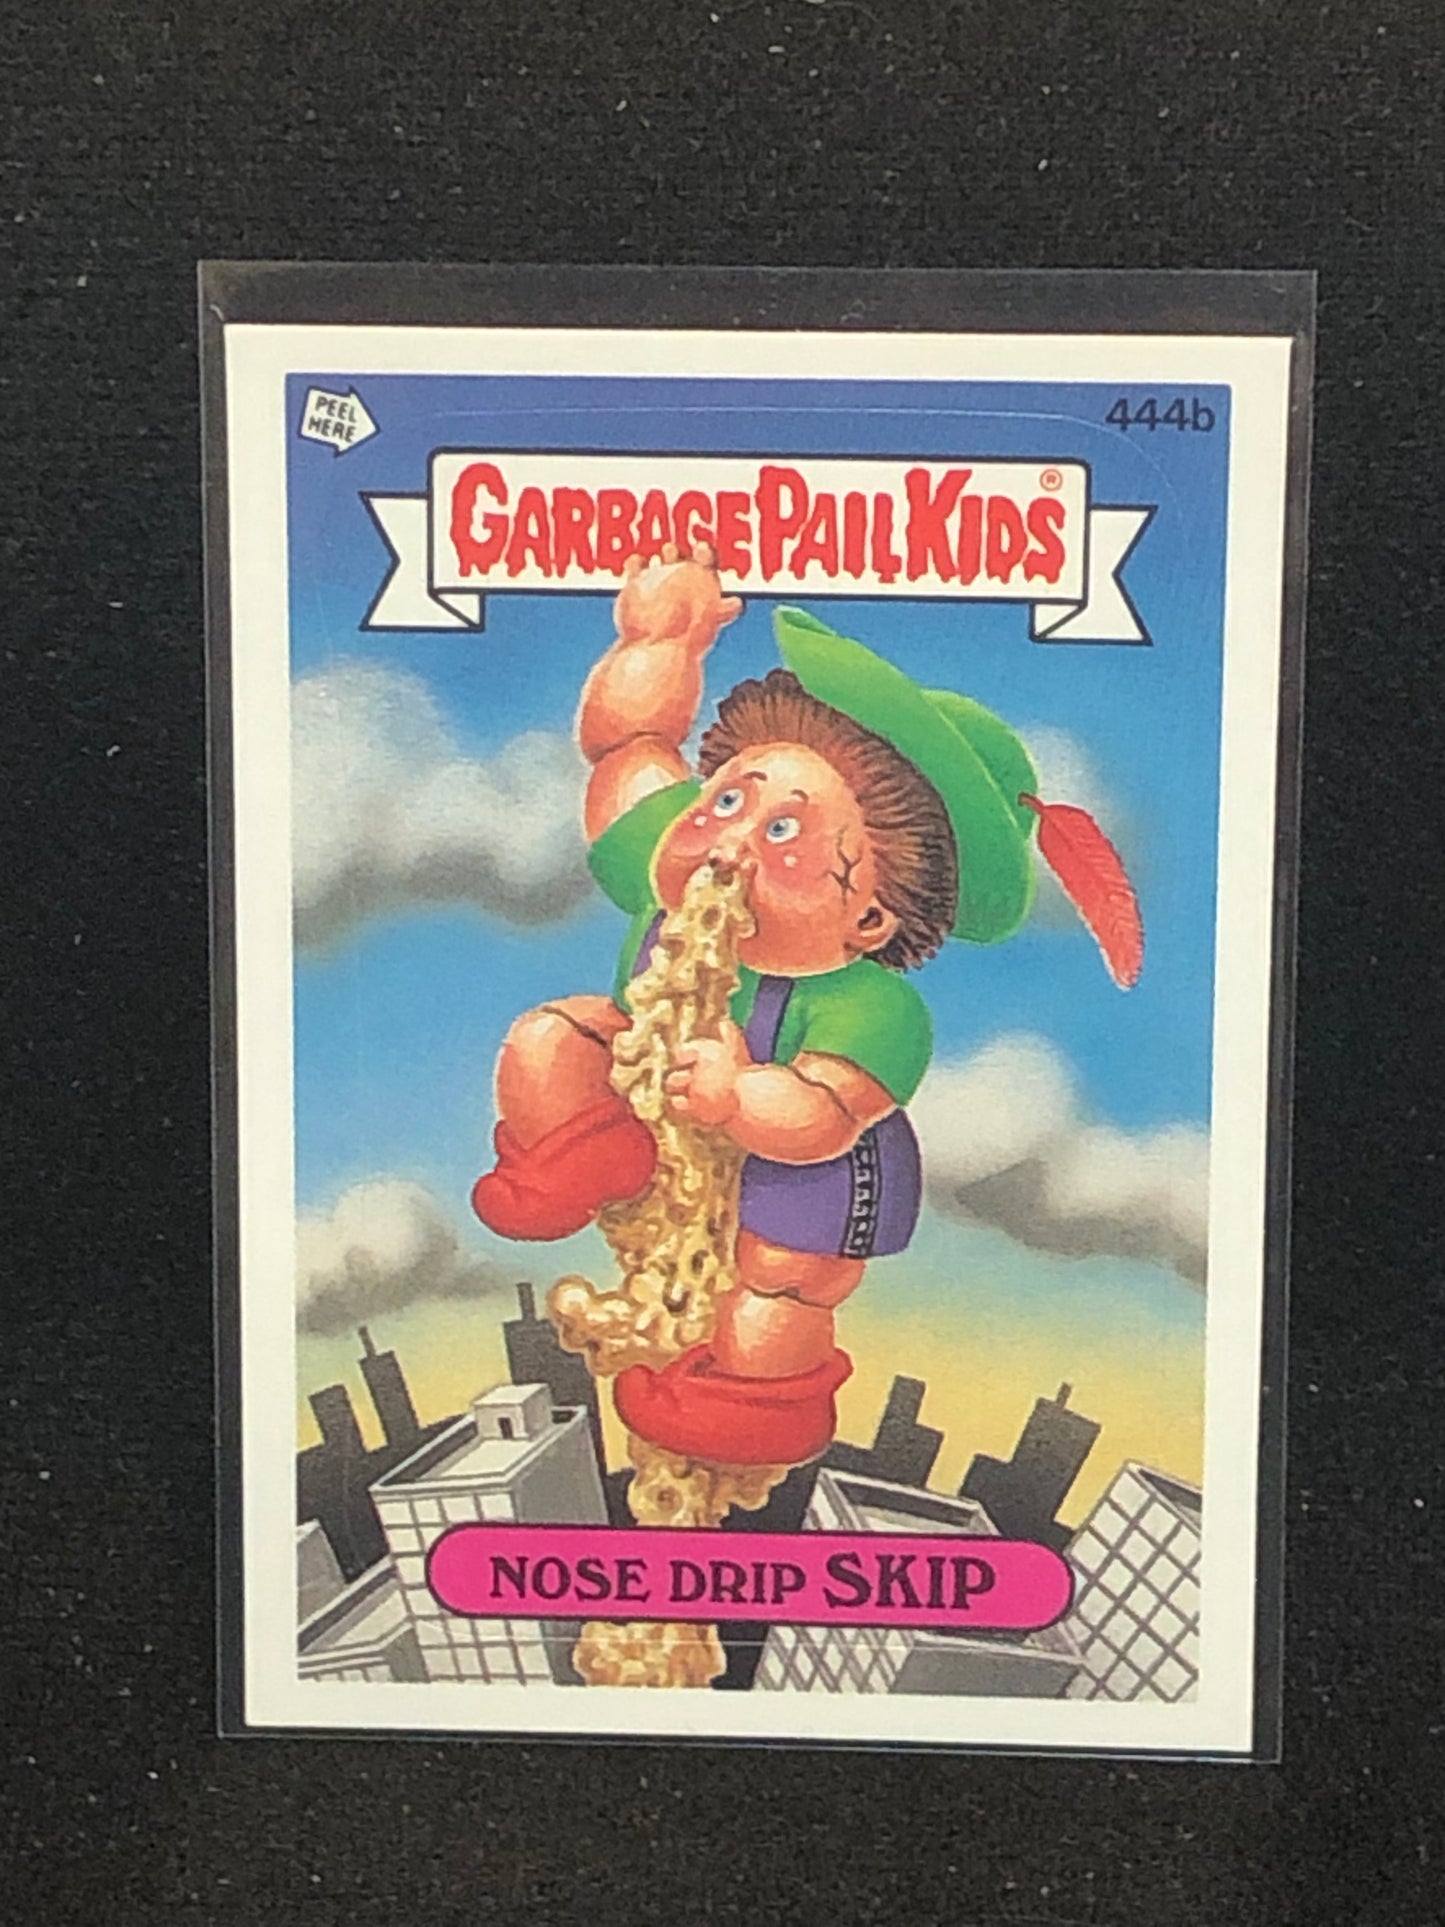 PEEL
HERE
444b
GARBAGE PAIL KIDS®
NOSE DRIP SKIP